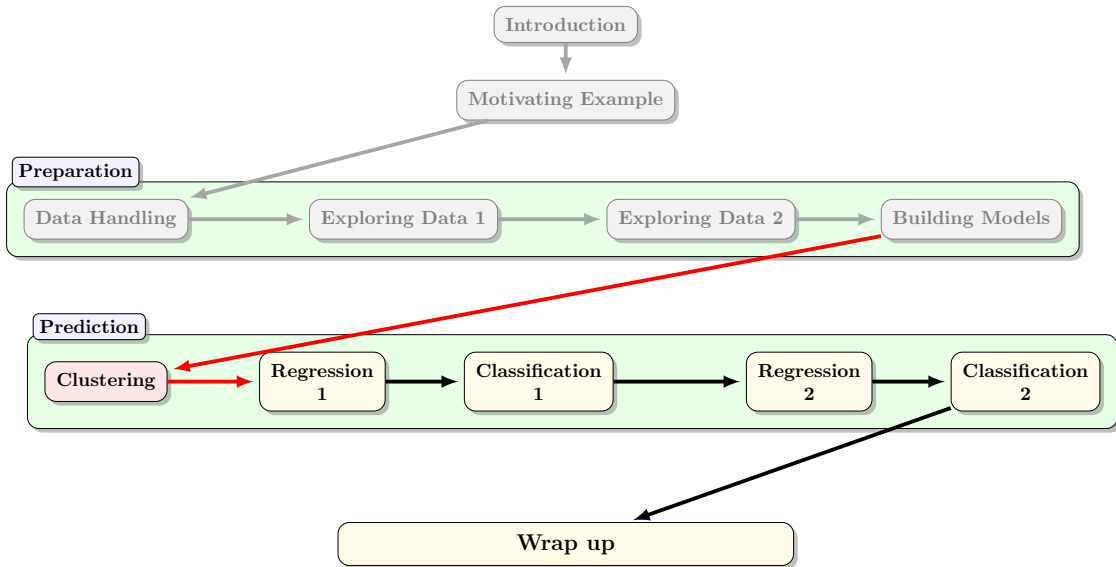 Introduction
Motivating Example
Preparation
Data Handling
Exploring Data 1
Exploring Data 2
Building Models
Prediction
Clustering
Regression
1
Classification
1
Regression
2
Classification
2
Wrap up